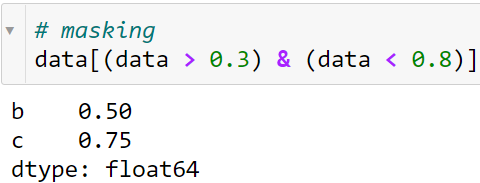 # masking
data[(data > 0.3) & (data < 0.8)]
b    0.50
c    0.75
dtype: float64